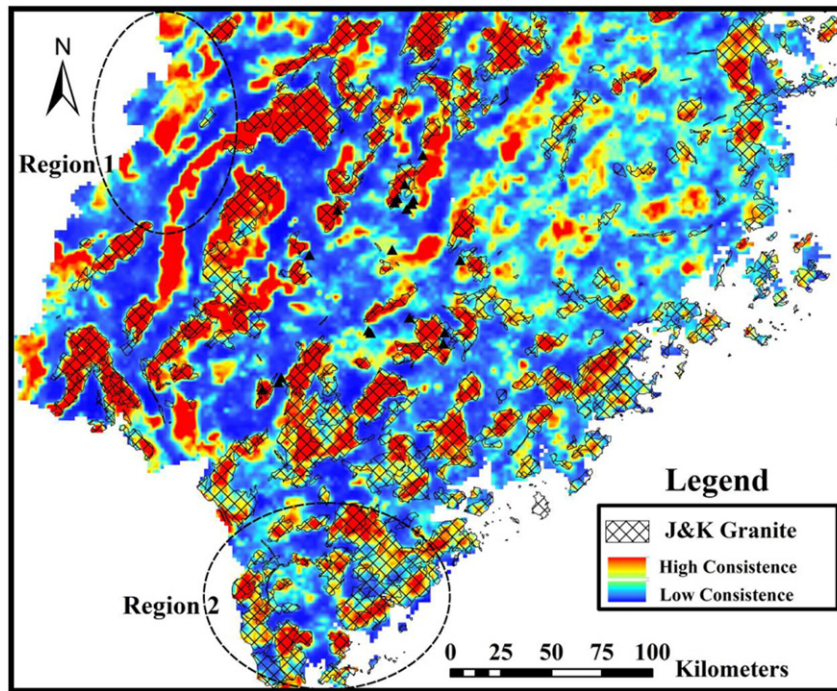 N
Region 1
Legend
J&K Granite
High Consistence
Low Consistence
Region 2
0 25 50 75 100
Kilometers